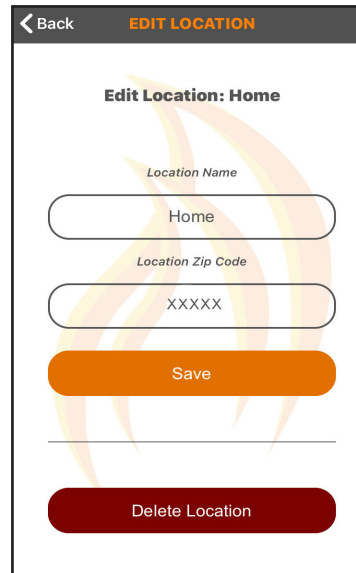 Back EDIT LOCATION
Edit Location: Home
Location Name
Home
Location Zip Code
XXXXX
Save
Delete Location